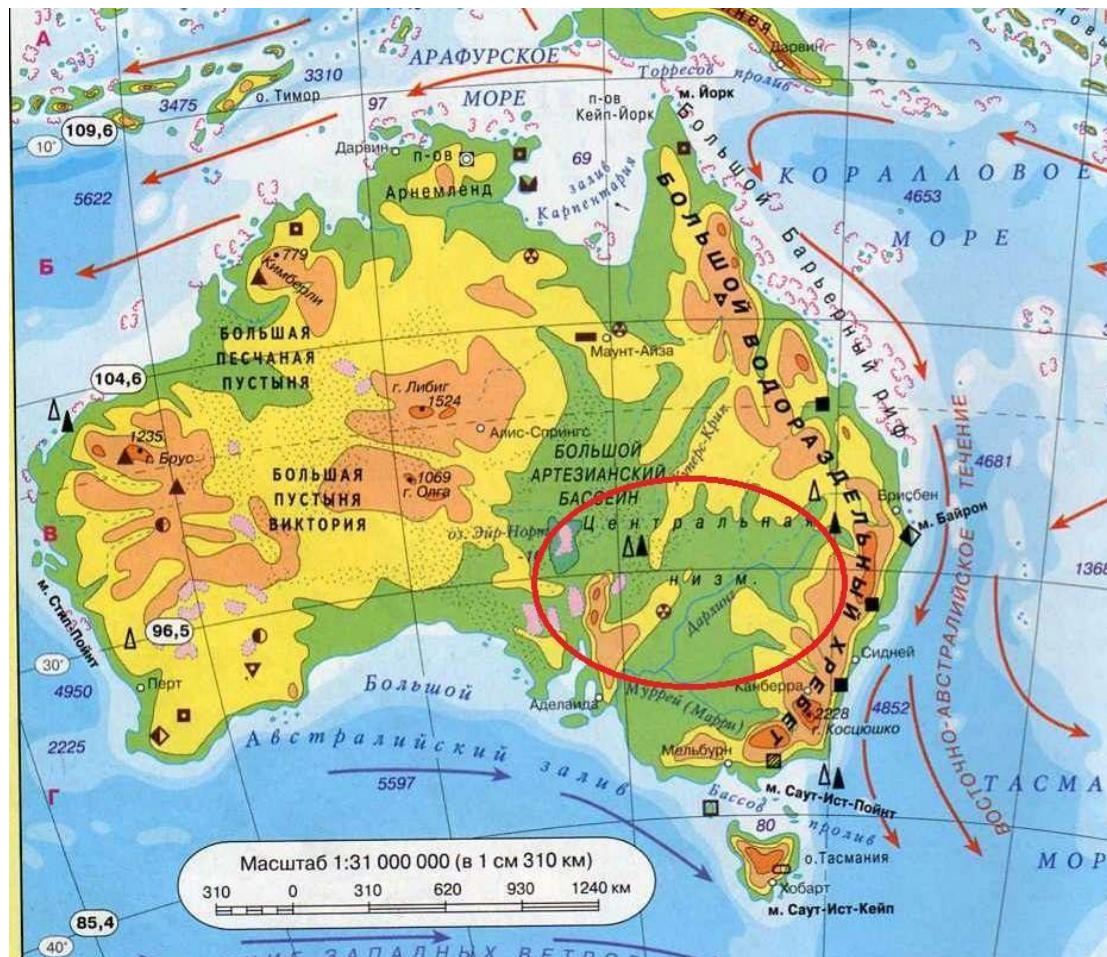 А
Дарвин
АРАФУРСКОЕ
МОРЕ
3310
3475
о. Тимор
97
Торресов пролив
м. Йорк
п-ов
Кейп-Йорк
109,6
10°
Дарвин
п-ов
Арнемленд
69
залив
Карпентария
5622
КОРАЛЛОВОЕ
4653
МОРЕ
Большой Барьерный риф
БОЛЬШОЙ ВОДОРАЗДЕЛЬНЫЙ ХРЕБЕТ
Б
779
Кимберли
БОЛЬШАЯ
ПЕСЧАНАЯ
ПУСТЫНЯ
Маунт-Айза
104,6
г. Либиг
1524
Алис-Спрингс
1235
г. Брус
БОЛЬШАЯ
ПУСТЫНЯ
ВИКТОРИЯ
1069
г. Олга
БОЛЬШОЙ
АРТЕЗИАНСКИЙ
БАССЕЙН
4681
Брисбен
м. Байрон
В
оз. Эйр-Норт
Центральная
низм.
1368
м. Стип-Пойнт
96,5
30°
Дарлинг
ВОСТОЧНО-АВСТРАЛИЙСКОЕ ТЕЧЕНИЕ
Сидней
4950
Перт
Большой
Австралийский залив
Аделаида
Муррей (Марри)
Канберра
2228
г. Косцюшко
4852
2225
Мельбурн
5597
Г
м. Саут-Ист-Пойнт
ТАСМА
Бассов пролив
80
МОР
о.Тасмания
Хобарт
м. Саут-Ист-Кейп
Масштаб 1:31 000 000 (в 1 см 310 км)
310 0 310 620 930 1240 км
85,4
40°
ЗАПАДНЫХ ВЕТРОВ